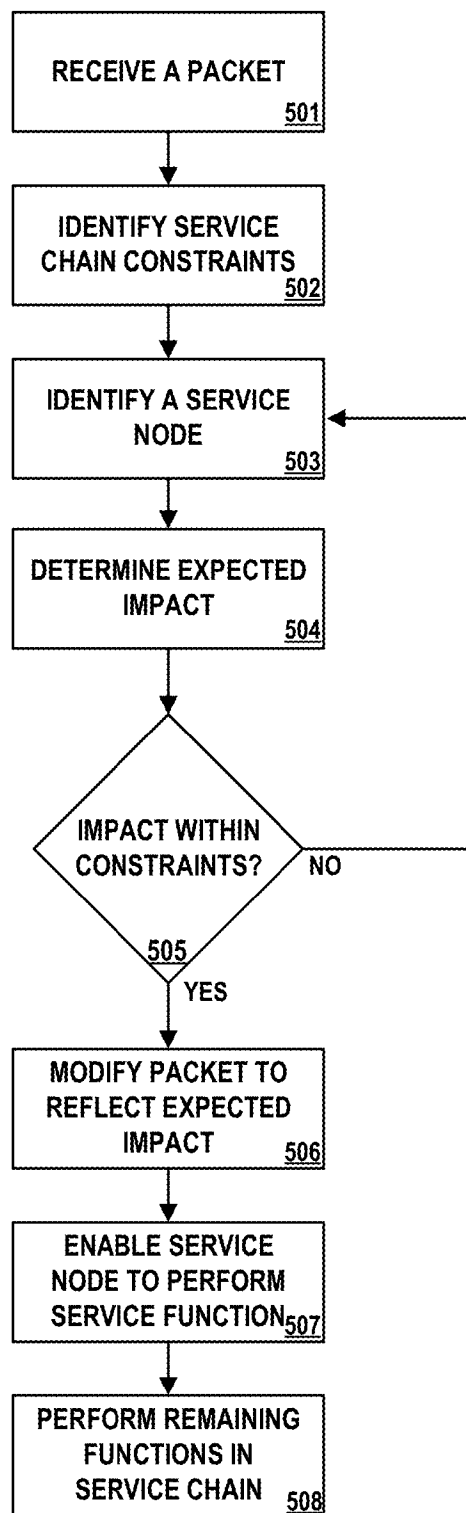 RECEIVE A PACKET
501
IDENTIFY SERVICE
CHAIN CONSTRAINTS
502
IDENTIFY A SERVICE
NODE
503
DETERMINE EXPECTED
IMPACT
504
IMPACT WITHIN
CONSTRAINTS?
NO
505
YES
MODIFY PACKET TO
REFLECT EXPECTED
IMPACT
506
ENABLE SERVICE
NODE TO PERFORM
SERVICE FUNCTION
507
PERFORM REMAINING
FUNCTIONS IN
SERVICE CHAIN
508